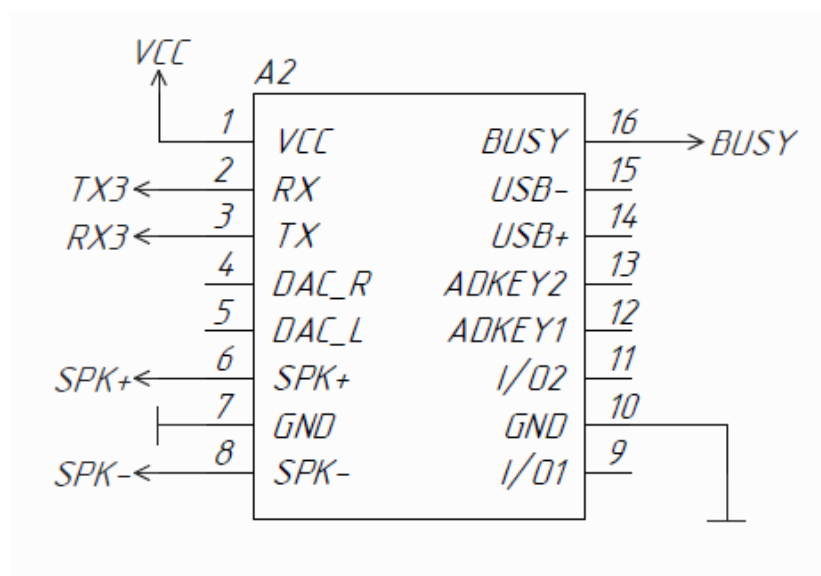 VCC
A2
1 VCC BUSY 16 BUSY
TX3 2 RX USB- 15
RX3 3 TX USB+ 14
4 DAC_R ADKEY2 13
5 DAC_L ADKEY1 12
SPK+ 6 SPK+ I/O2 11
7 GND GND 10
SPK- 8 SPK- I/O1 9